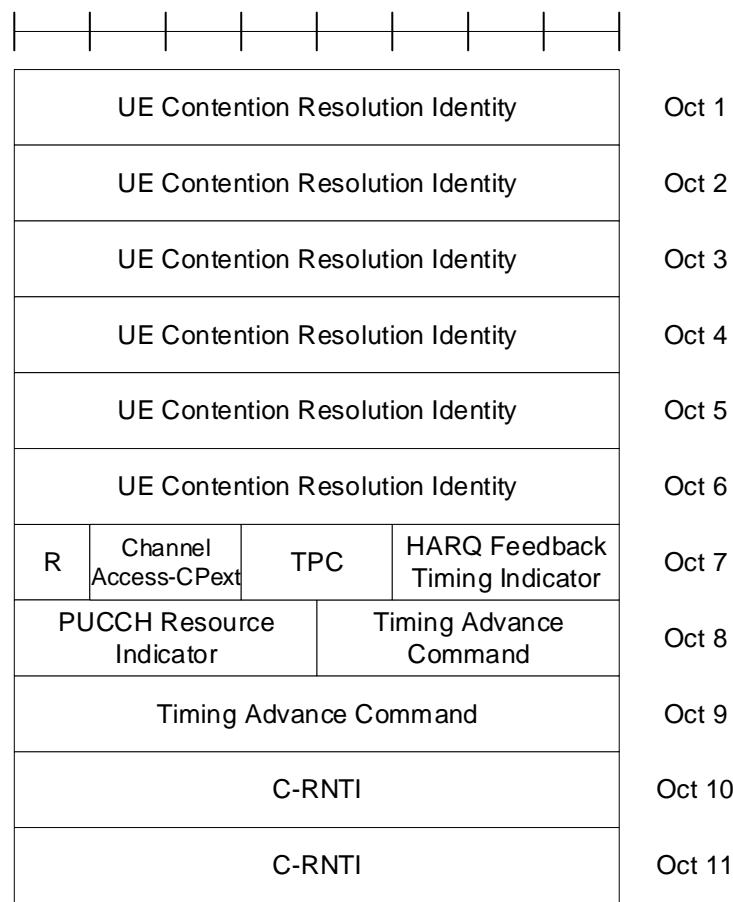 UE Contention Resolution Identity Oct 1
UE Contention Resolution Identity Oct 2
UE Contention Resolution Identity Oct 3
UE Contention Resolution Identity Oct 4
UE Contention Resolution Identity Oct 5
UE Contention Resolution Identity Oct 6
R
Channel
Access-CPext
TPC
HARQ Feedback
Timing Indicator
Oct 7
PUCCH Resource
Indicator
Timing Advance
Command
Oct 8
Timing Advance Command Oct 9
C-RNTI Oct 10
C-RNTI Oct 11